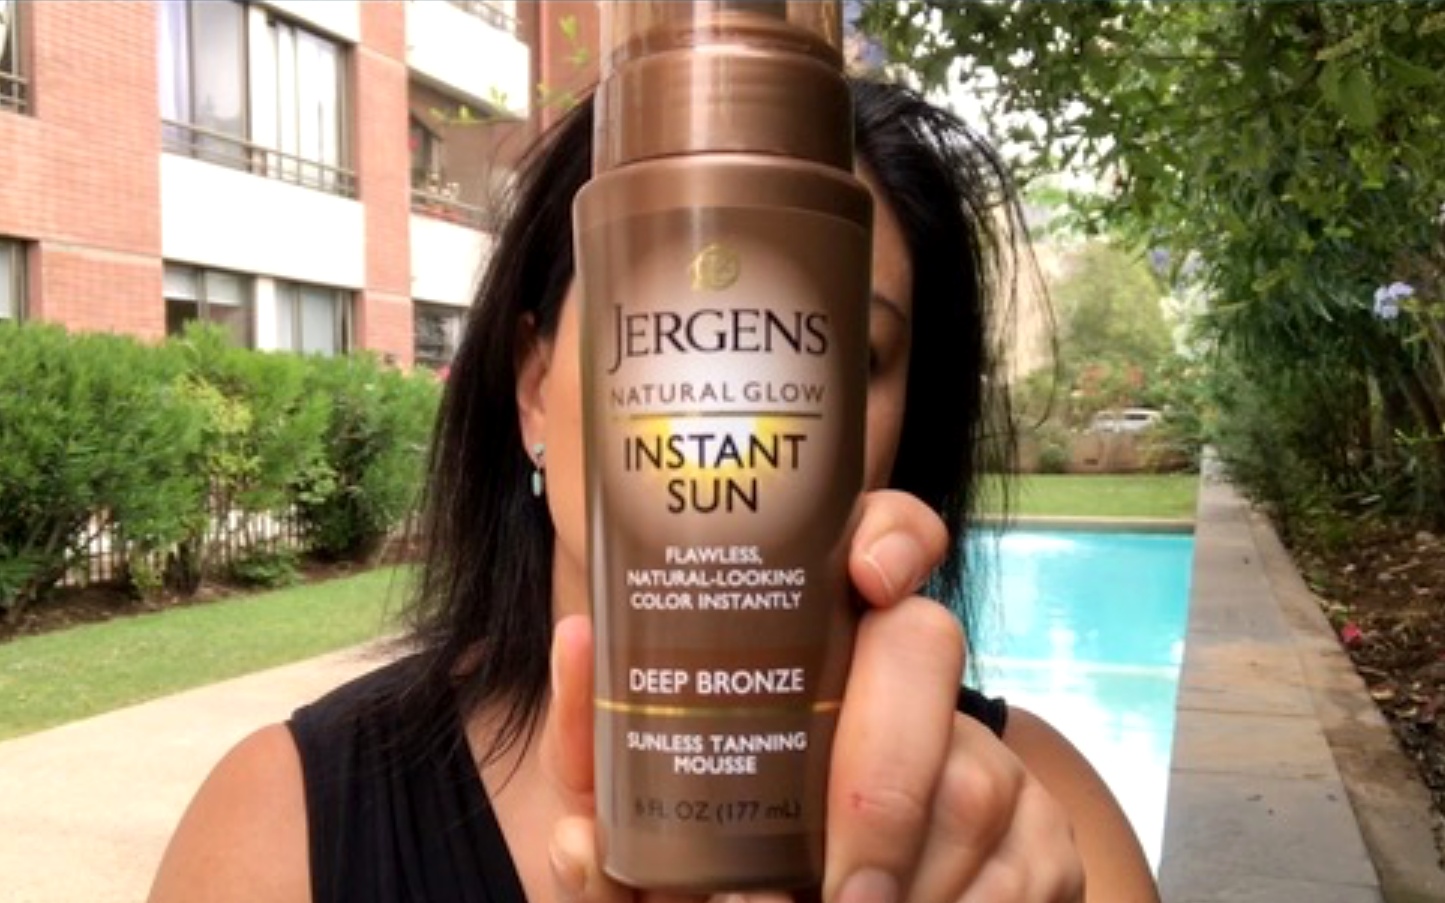 JERGENS
NATURAL GLOW
INSTANT
SUN
FLAWLESS,
NATURAL-LOOKING
COLOR INSTANTLY
DEEP BRONZE
SUNLESS TANNING
MOUSSE
6 FL. OZ (177 mL)